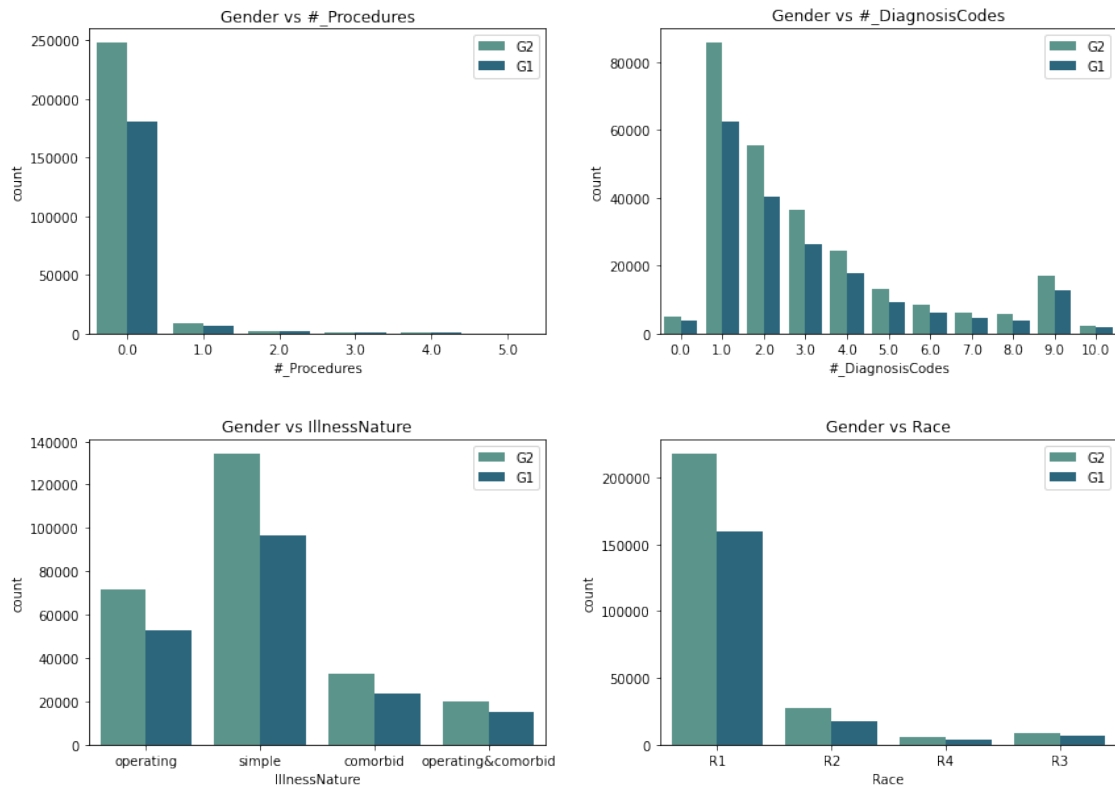 Gender vs #_Procedures
250000
200000
150000
100000
50000
0
count
G2
G1
0.0 1.0 2.0 3.0 4.0 5.0
#_Procedures
Gender vs #_DiagnosisCodes
80000
60000
40000
20000
0
count
G2
G1
0.0 1.0 2.0 3.0 4.0 5.0 6.0 7.0 8.0 9.0 10.0
#_DiagnosisCodes
Gender vs IllnessNature
140000
120000
100000
80000
60000
40000
20000
0
count
G2
G1
operating simple comorbid operating&comorbid
IllnessNature
Gender vs Race
200000
150000
100000
50000
0
count
G2
G1
R1 R2 R4 R3
Race